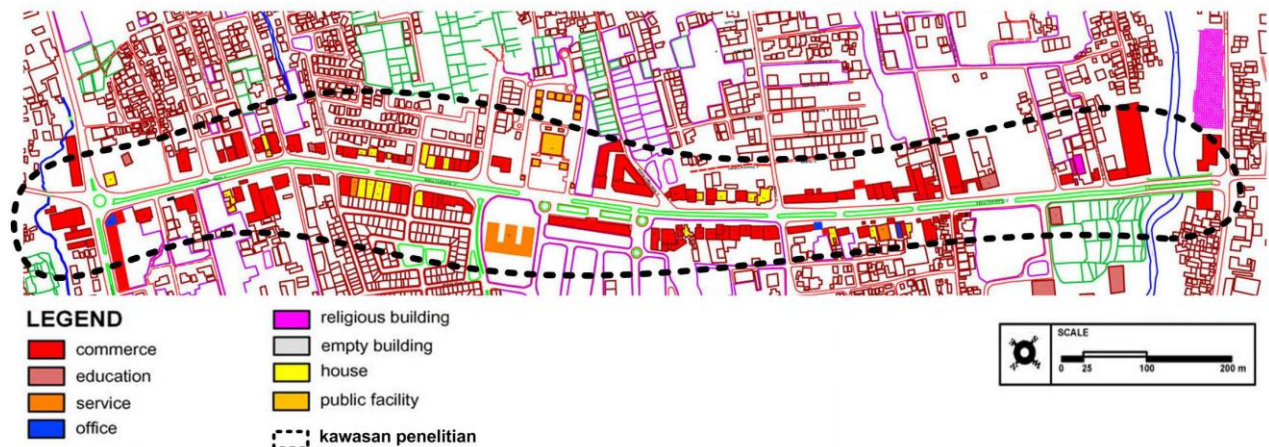 LEGEND
commerce
education
service
office
religious building
empty building
house
public facility
kawasan penelitian
SCALE
0 25 100 200 m